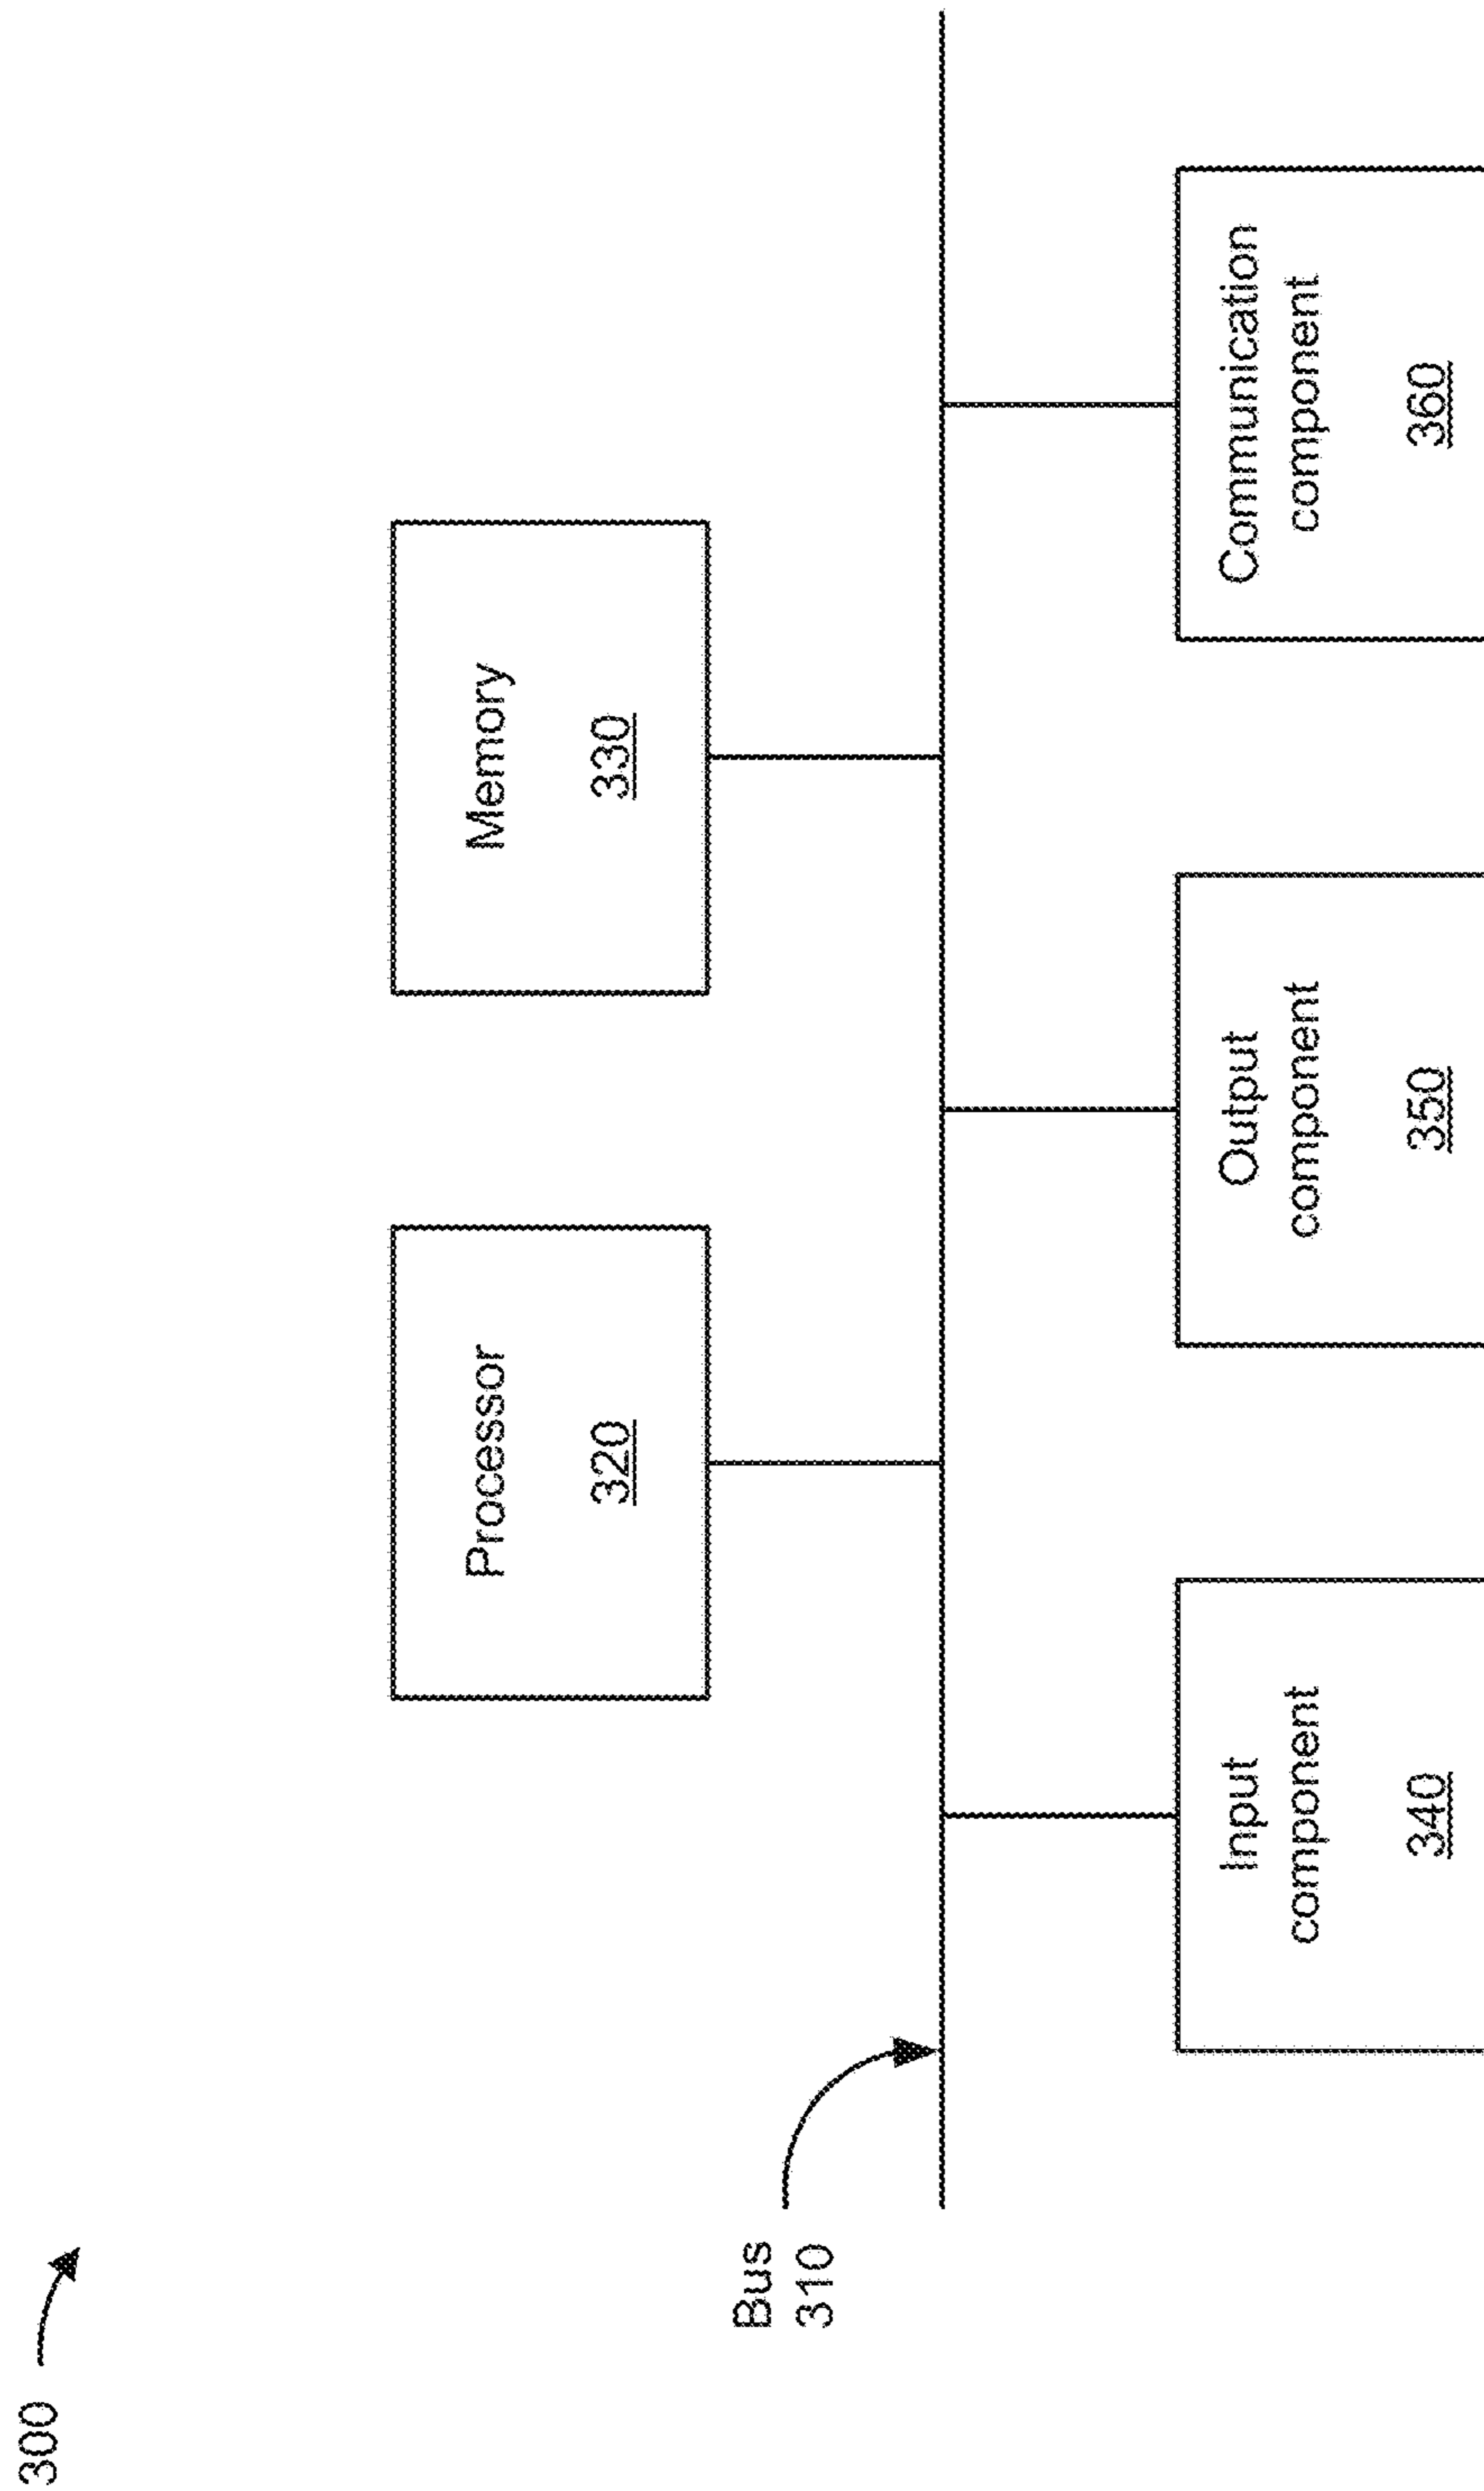 300
Processor
320
Memory
330
Bus
310
Input
component
340
Output
component
350
Communication
component
360